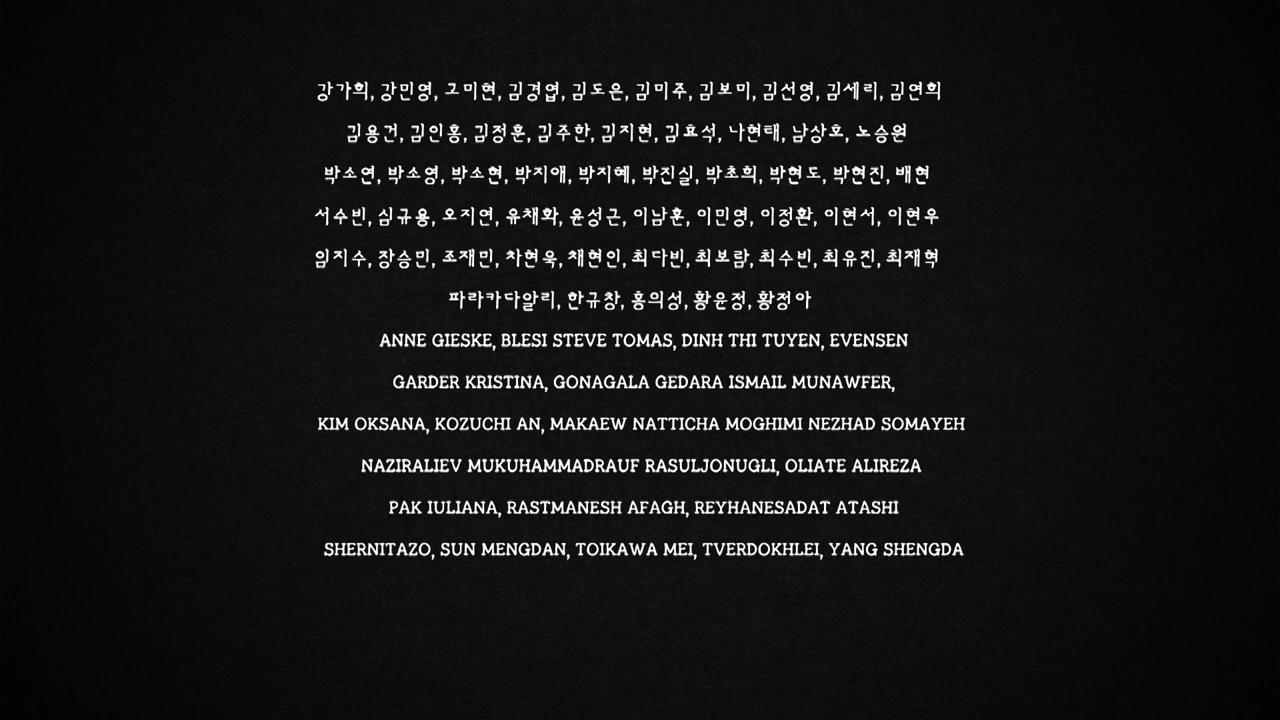 강가희, 강민영, 고미현, 김경엽, 김도은, 김미주, 김보미, 김선영, 김세리, 김연희
김용건, 김인홍, 김정훈, 김주한, 김지현, 김효석, 나현태, 남상호, 노승원
박소연, 박소영, 박소현, 박지애, 박지혜, 박진실, 박초희, 박현도, 박현진, 배현
서수빈, 심규용, 오지연, 유채화, 윤성근, 이남훈, 이민영, 이정환, 이현서, 이현우
임지수, 장승민, 조재민, 차현욱, 채현인, 최다빈, 최보람, 최수빈, 최유진, 최재혁
파라카다알리, 한규창, 홍의성, 황윤정, 황정아
ANNE GIESKE, BLESI STEVE TOMAS, DINH THI TUYEN, EVENSEN
GARDER KRISTINA, GONAGALA GEDARA ISMAIL MUNAWFER,
KIM OKSANA, KOZUCHI AN, MAKAEW NATTICHA MOGHIMI NEZHAD SOMAYEH
NAZIRALIEV MUKUHAMMADRAUF RASULJONUGLI, OLIATE ALIREZA
PAK IULIANA, RASTMANESH AFAGH, REYHANESADAT ATASHI
SHERNITAZO, SUN MENGDAN, TOIKAWA MEI, TVERDOKHLEI, YANG SHENGDA